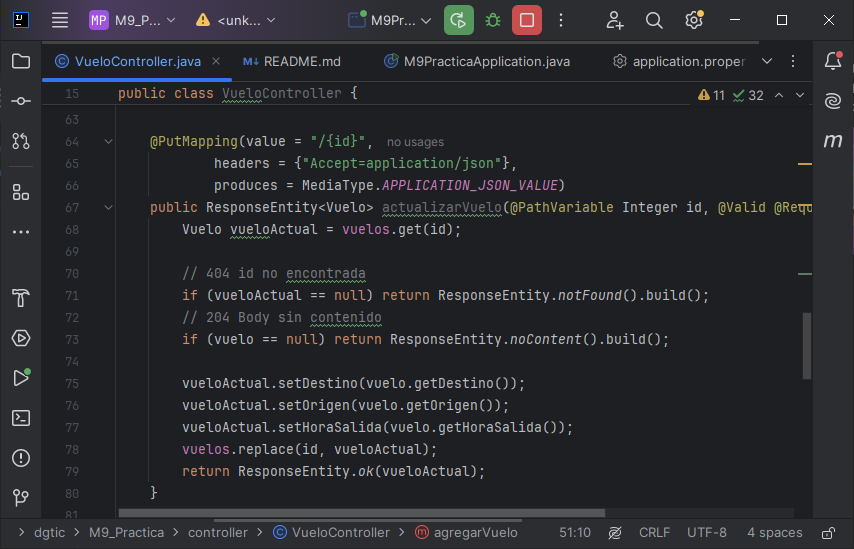 MP M9_P... <unk... M9Pr...
VueloController.java README.md M9PracticaApplication.java application.proper
15 public class VueloController { 11 32
63
64 @PutMapping(value = "/{id}", no usages
65 headers = {"Accept=application/json"},
66 produces = MediaType.APPLICATION_JSON_VALUE)
67 public ResponseEntity<Vuelo> actualizarVuelo(@PathVariable Integer id, @Valid @Requ
68 Vuelo vueloActual = vuelos.get(id);
69
70 // 404 id no encontrada
71 if (vueloActual == null) return ResponseEntity.notFound().build();
72 // 204 Body sin contenido
73 if (vuelo == null) return ResponseEntity.noContent().build();
74
75 vueloActual.setDestino(vuelo.getDestino());
76 vueloActual.setOrigen(vuelo.getOrigen());
77 vueloActual.setHoraSalida(vuelo.getHoraSalida());
78 vuelos.replace(id, vueloActual);
79 return ResponseEntity.ok(vueloActual);
80 }
81
dgtic M9_Practica controller VueloController agregarVuelo 51:10 CRLF UTF-8 4 spaces